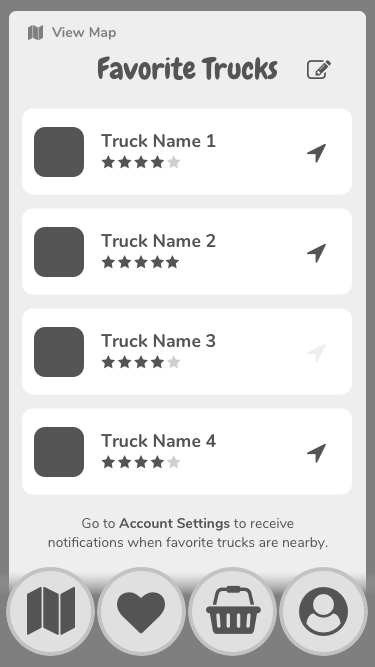 View Map
Favorite Trucks
Truck Name 1
Truck Name 2
Truck Name 3
Truck Name 4
Go to Account Settings to receive
notifications when favorite trucks are nearby.